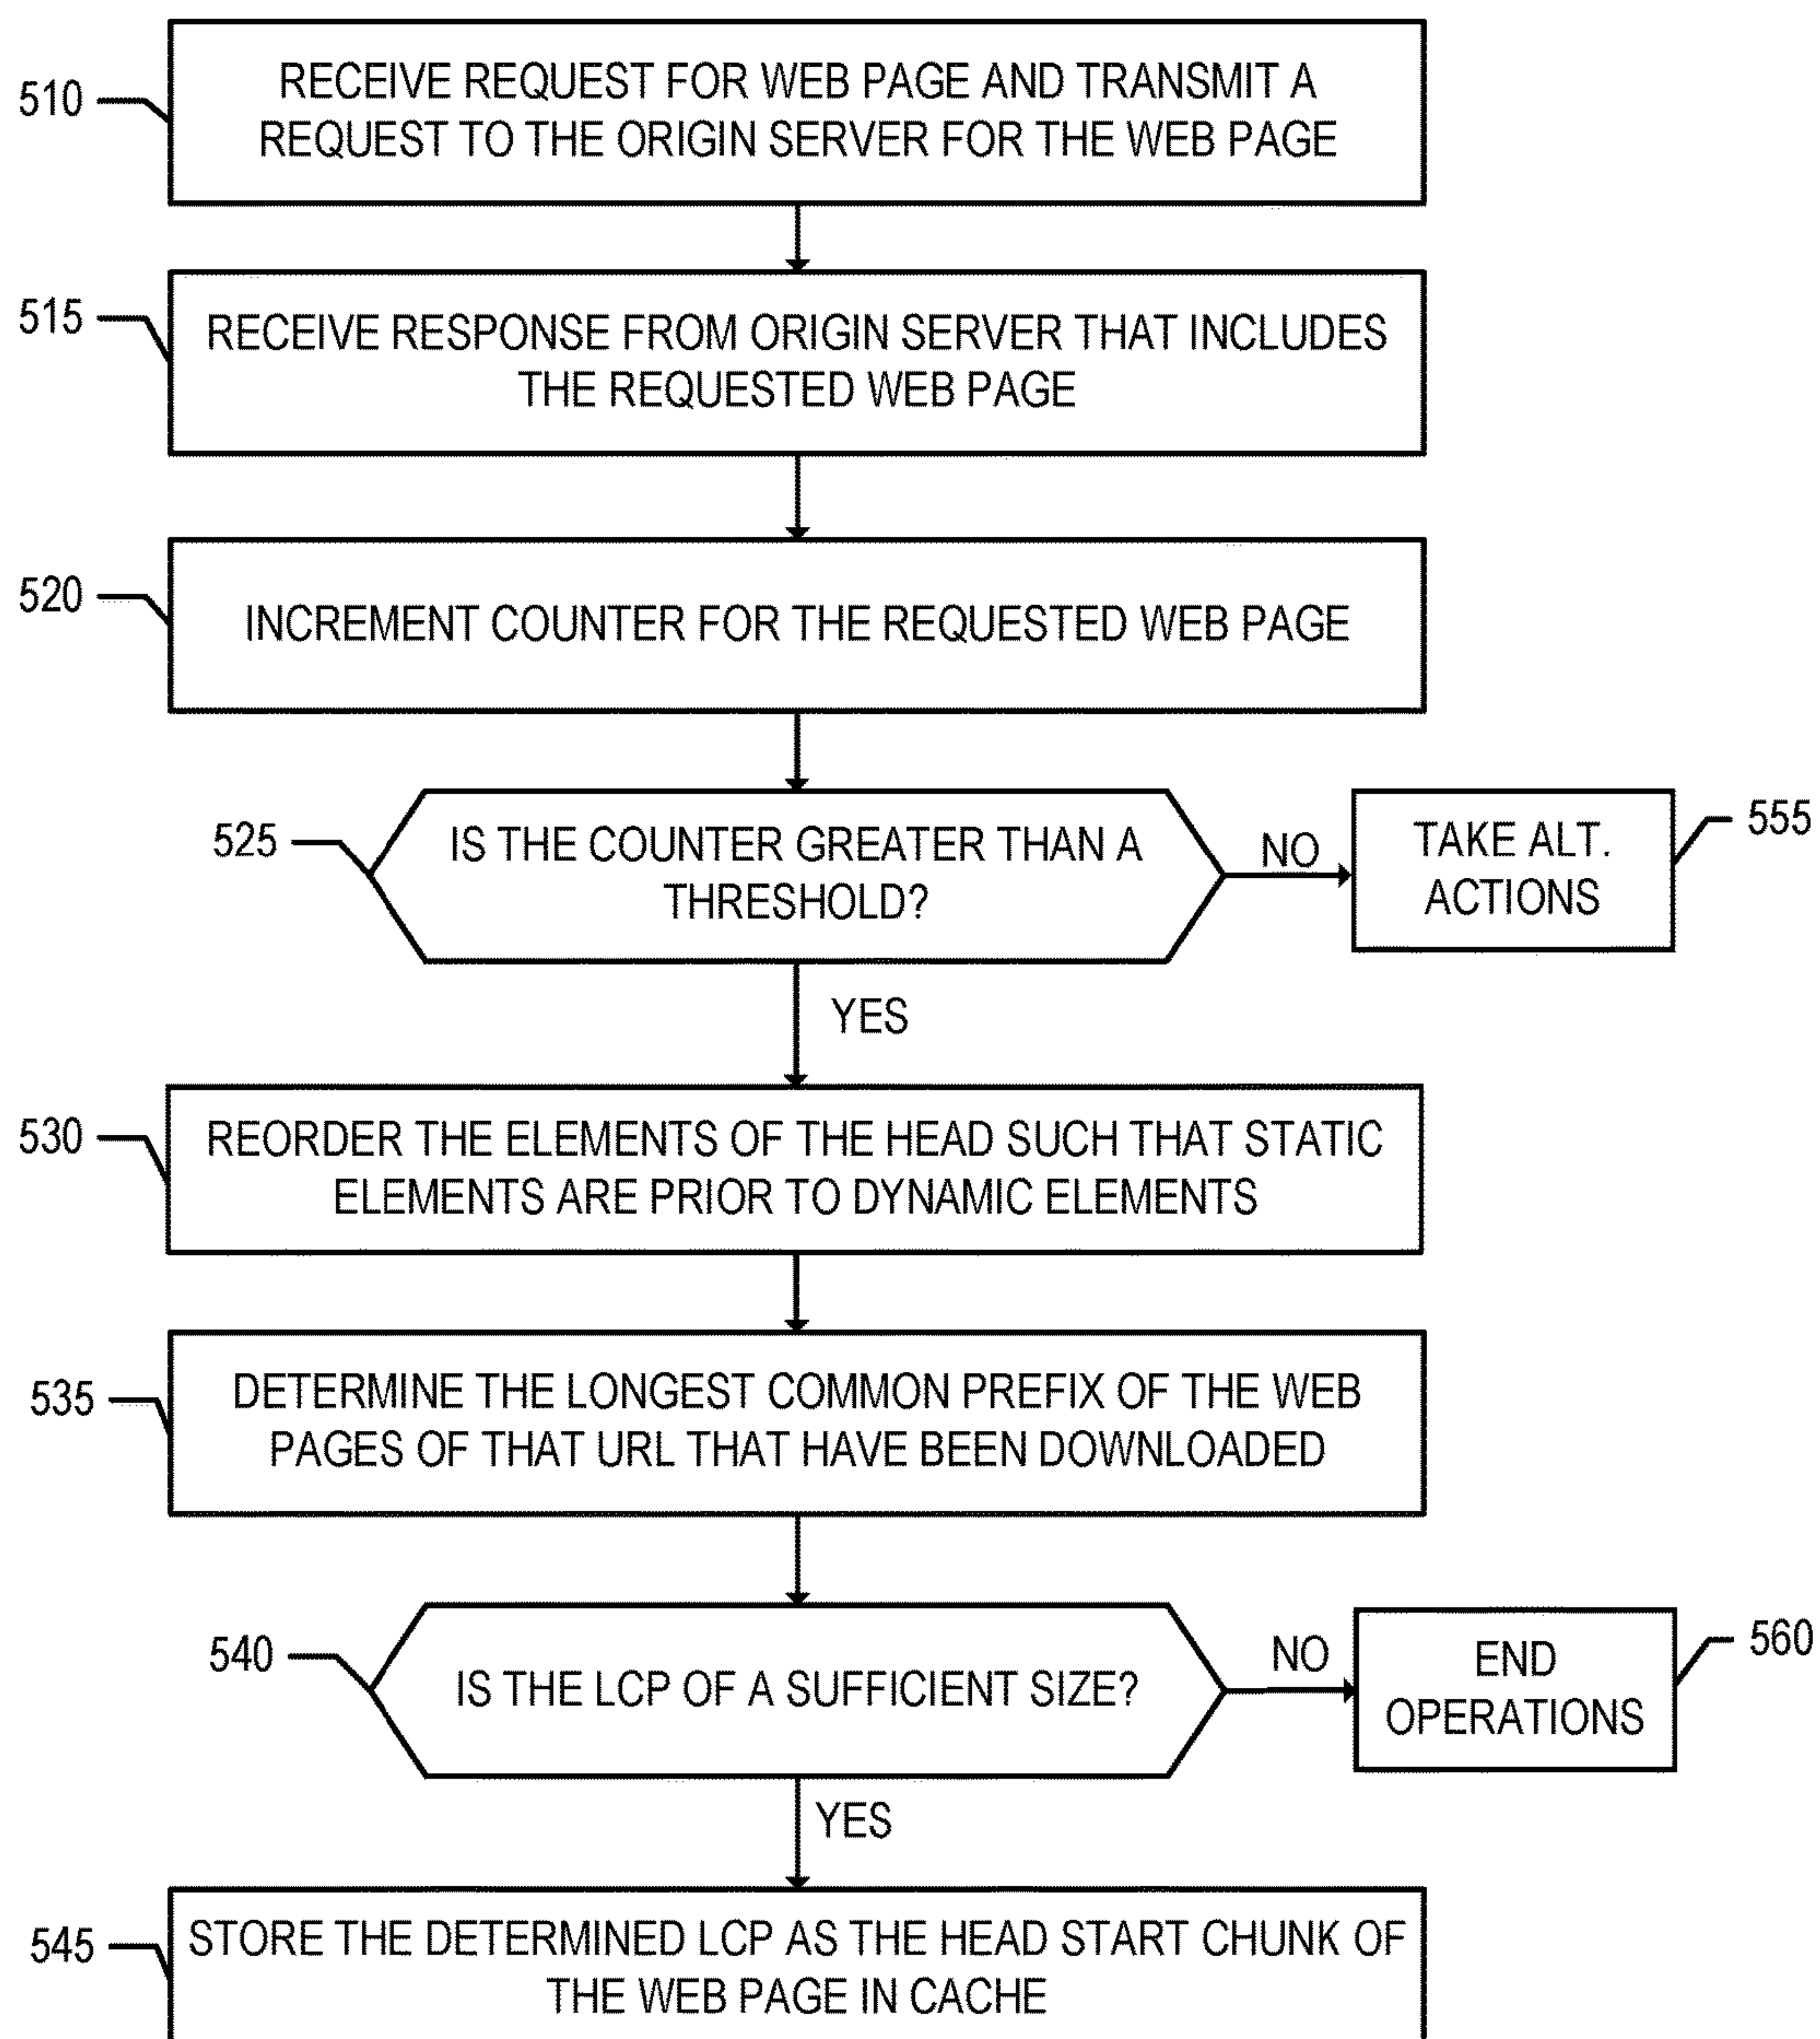 510
RECEIVE REQUEST FOR WEB PAGE AND TRANSMIT A
REQUEST TO THE ORIGIN SERVER FOR THE WEB PAGE
515
RECEIVE RESPONSE FROM ORIGIN SERVER THAT INCLUDES
THE REQUESTED WEB PAGE
520
INCREMENT COUNTER FOR THE REQUESTED WEB PAGE
525
IS THE COUNTER GREATER THAN A
THRESHOLD?
NO
TAKE ALT.
ACTIONS
555
YES
530
REORDER THE ELEMENTS OF THE HEAD SUCH THAT STATIC
ELEMENTS ARE PRIOR TO DYNAMIC ELEMENTS
535
DETERMINE THE LONGEST COMMON PREFIX OF THE WEB
PAGES OF THAT URL THAT HAVE BEEN DOWNLOADED
540
IS THE LCP OF A SUFFICIENT SIZE?
NO
END
OPERATIONS
560
YES
545
STORE THE DETERMINED LCP AS THE HEAD START CHUNK OF
THE WEB PAGE IN CACHE